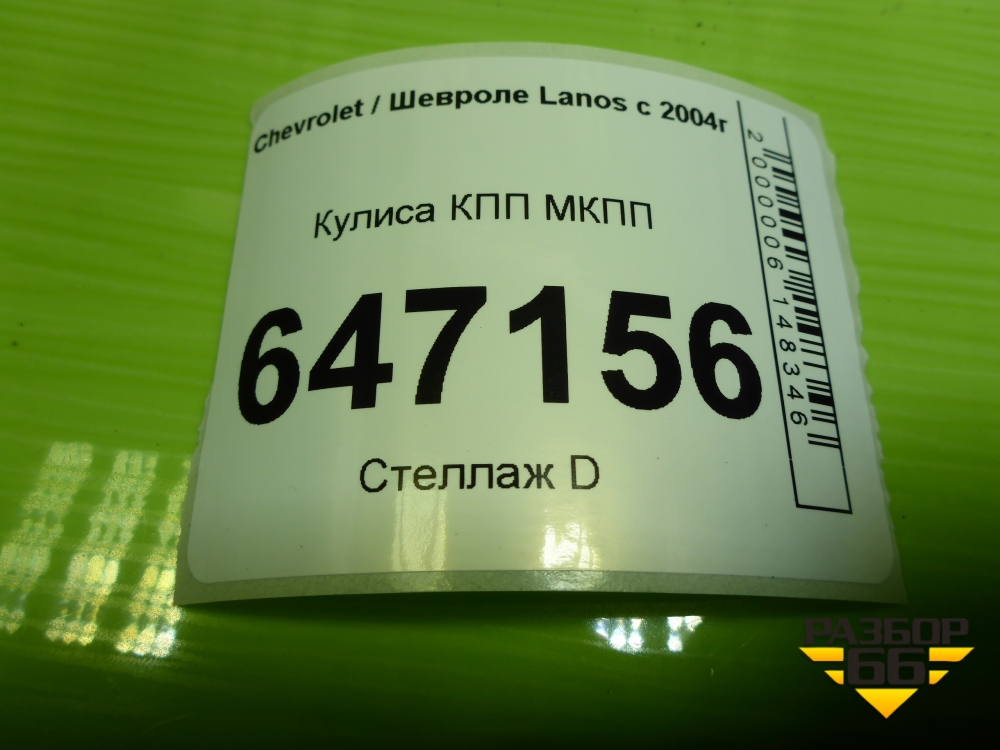 Chevrolet / Шевроле Lanos с 2004г
Кулиса КПП МКПП
647156
Стеллаж D
2000006148346
РАЗБОР
66